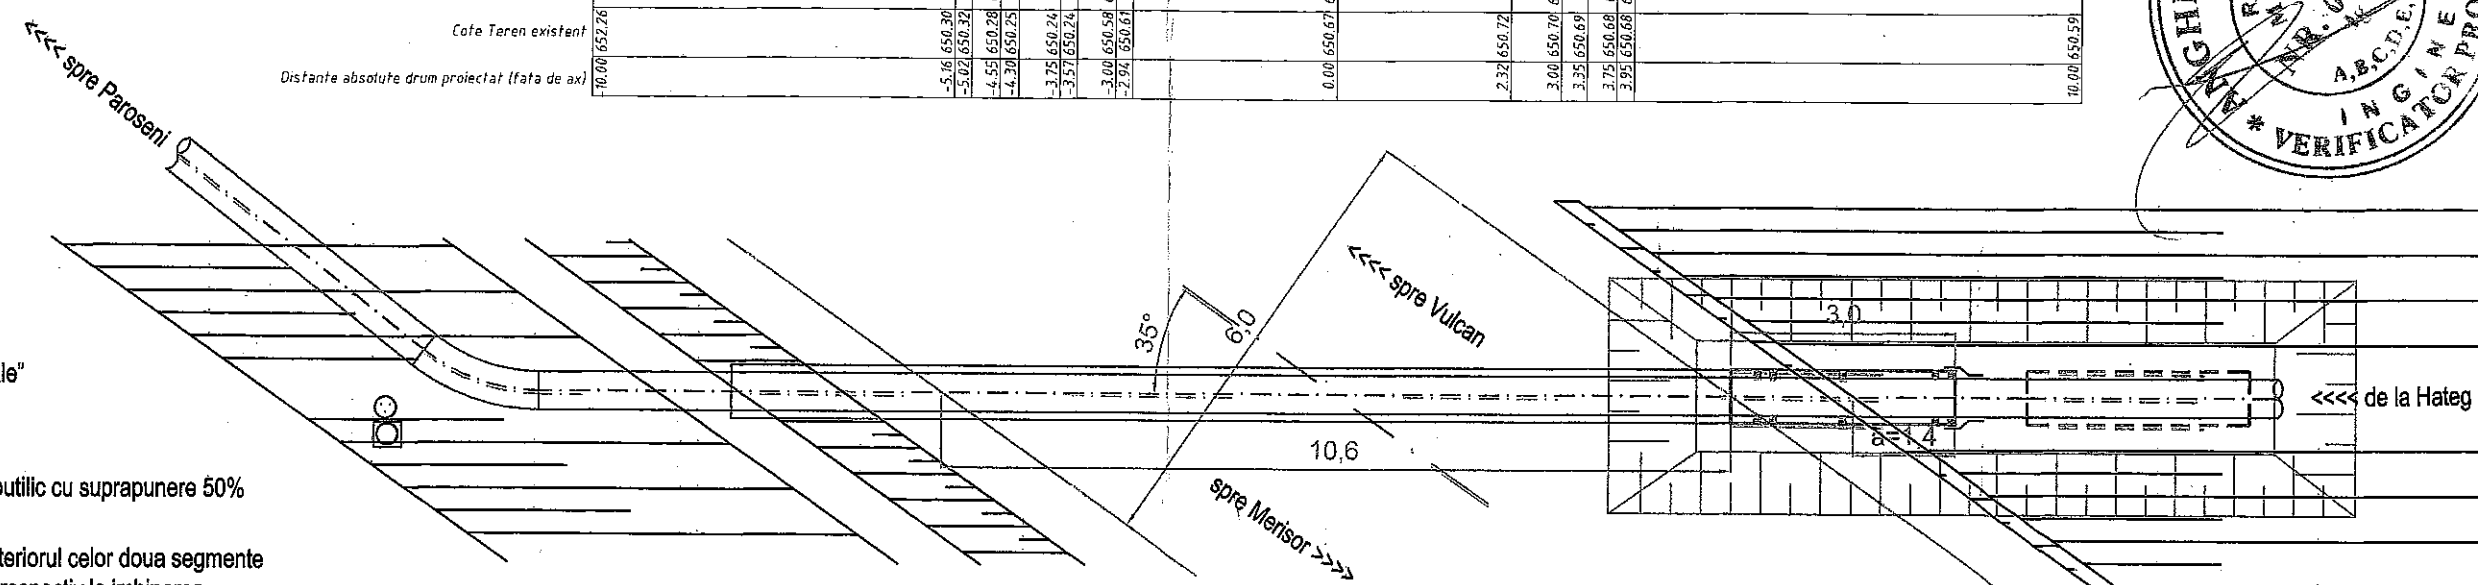 Cote Teren existent
652.26 650.30 650.32 650.28 650.25 650.24 650.24 650.58 650.61 650.67 650.72 650.70 650.69 650.68 650.68 650.59
Distante absolute drum proiectat (fata de ax)
-10.00 -5.16 -5.02 -4.55 -4.30 -3.75 -3.57 -3.00 -2.94 0.00 2.32 3.00 3.35 3.75 3.95 10.00
A,B,C,D,E,
INGINE
* VERIFICATOR PRO
<<<< spre Paroseni
<<<< spre Vulcan
35°
6,0
3,0
a=1,4
<<<< de la Hateg
10,6
spre Merisor >>>>
ale"
utilic cu suprapunere 50%
teriorul celor doua segmente